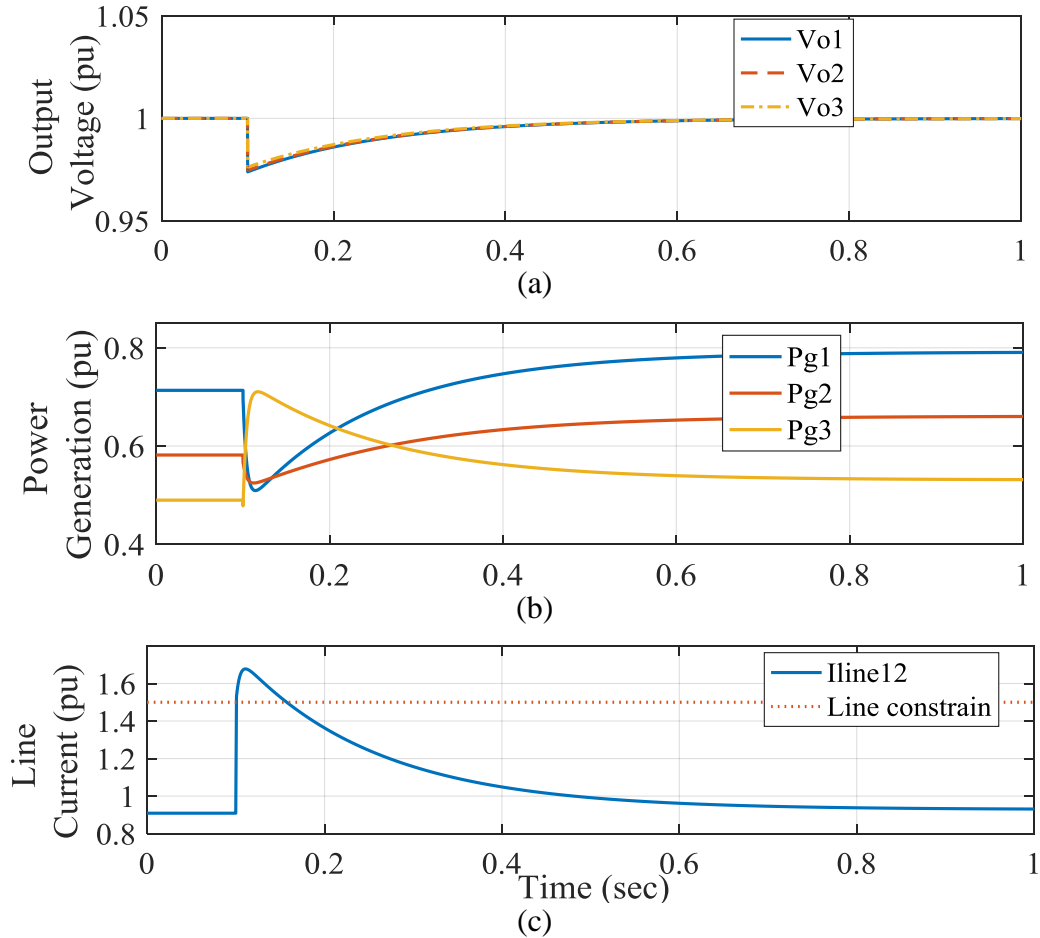 1.05
1
0.95
Output
Voltage (pu)
Vo1
Vo2
Vo3
0 0.2 0.4 0.6 0.8 1
(a)
0.8
0.6
0.4
Power
Generation (pu)
Pg1
Pg2
Pg3
0 0.2 0.4 0.6 0.8 1
(b)
1.6
1.4
1.2
1
0.8
Line
Current (pu)
Iline12
Line constrain
0 0.2 0.4 0.6 0.8 1
Time (sec)
(c)